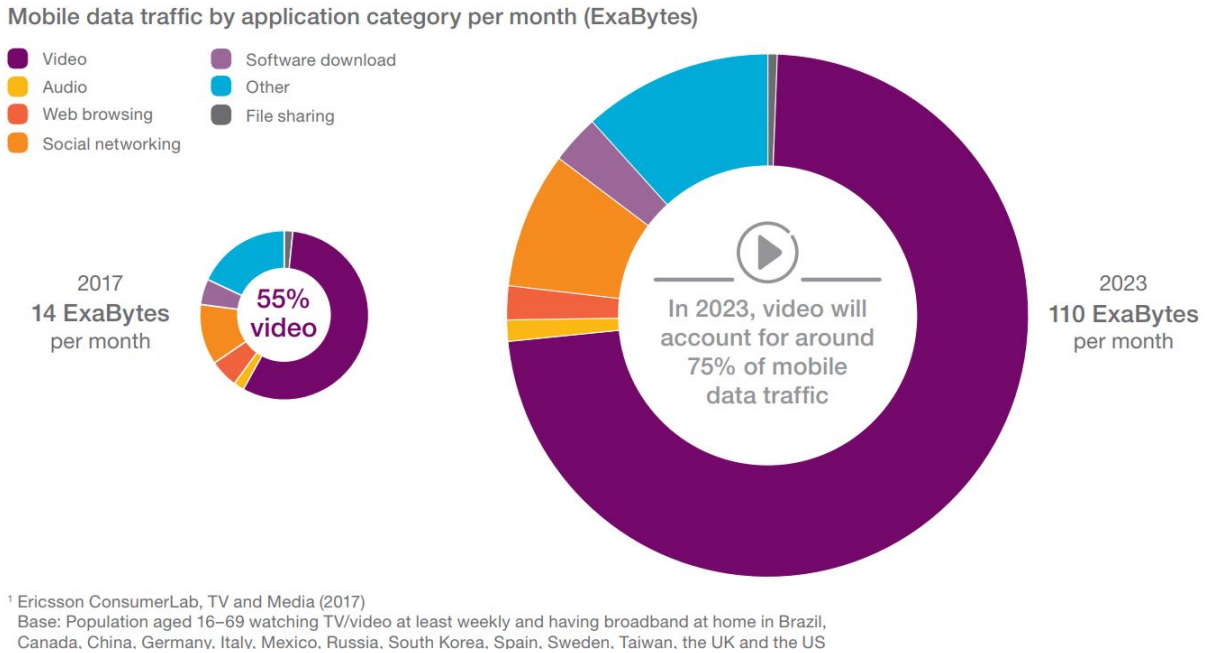 Mobile data traffic by application category per month (ExaBytes)
Video
Audio
Web browsing
Social networking
Software download
Other
File sharing
2017
14 ExaBytes
per month
55%
video
In 2023, video will
account for around
75% of mobile
data traffic
2023
110 ExaBytes
per month
¹ Ericsson ConsumerLab, TV and Media (2017)
Base: Population aged 16–69 watching TV/video at least weekly and having broadband at home in Brazil,
Canada, China, Germany, Italy, Mexico, Russia, South Korea, Spain, Sweden, Taiwan, the UK and the US